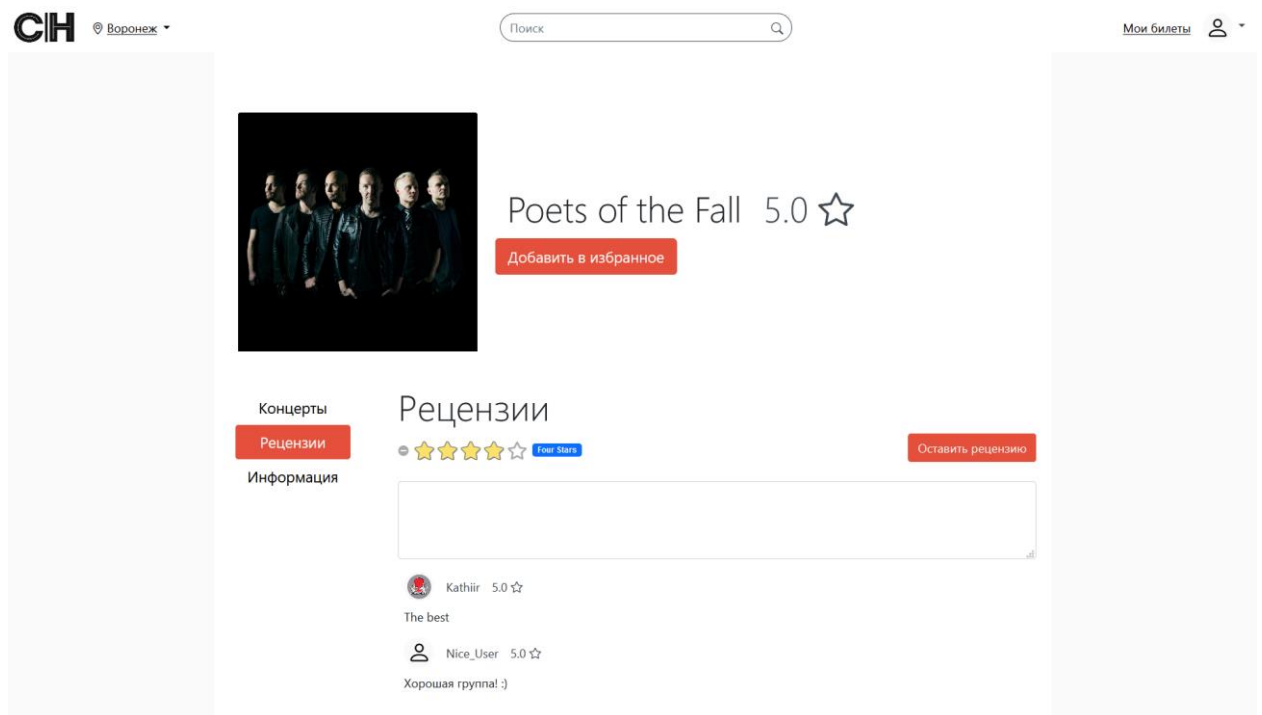 CH Воронеж Поиск Мои билеты
Poets of the Fall 5.0
Добавить в избранное
Концерты
Рецензии
Информация
Рецензии
Four Stars
Оставить рецензию
Kathiir 5.0
The best
Nice_User 5.0
Хорошая группа! :)